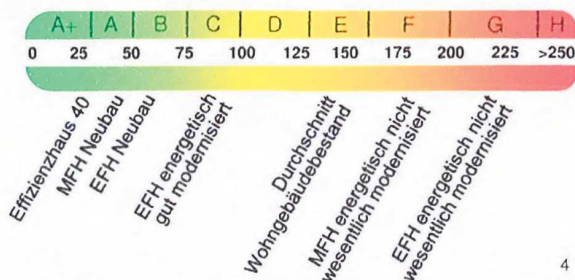 A+ A B C D E F G H
0 25 50 75 100 125 150 175 200 225 >250
Effizienzhaus 40
MFH Neubau
EFH Neubau
EFH energetisch
gut modernisiert
Durchschnitt
Wohngebäudebestand
MFH energetisch nicht
wesentlich modernisiert
EFH energetisch nicht
wesentlich modernisiert
4